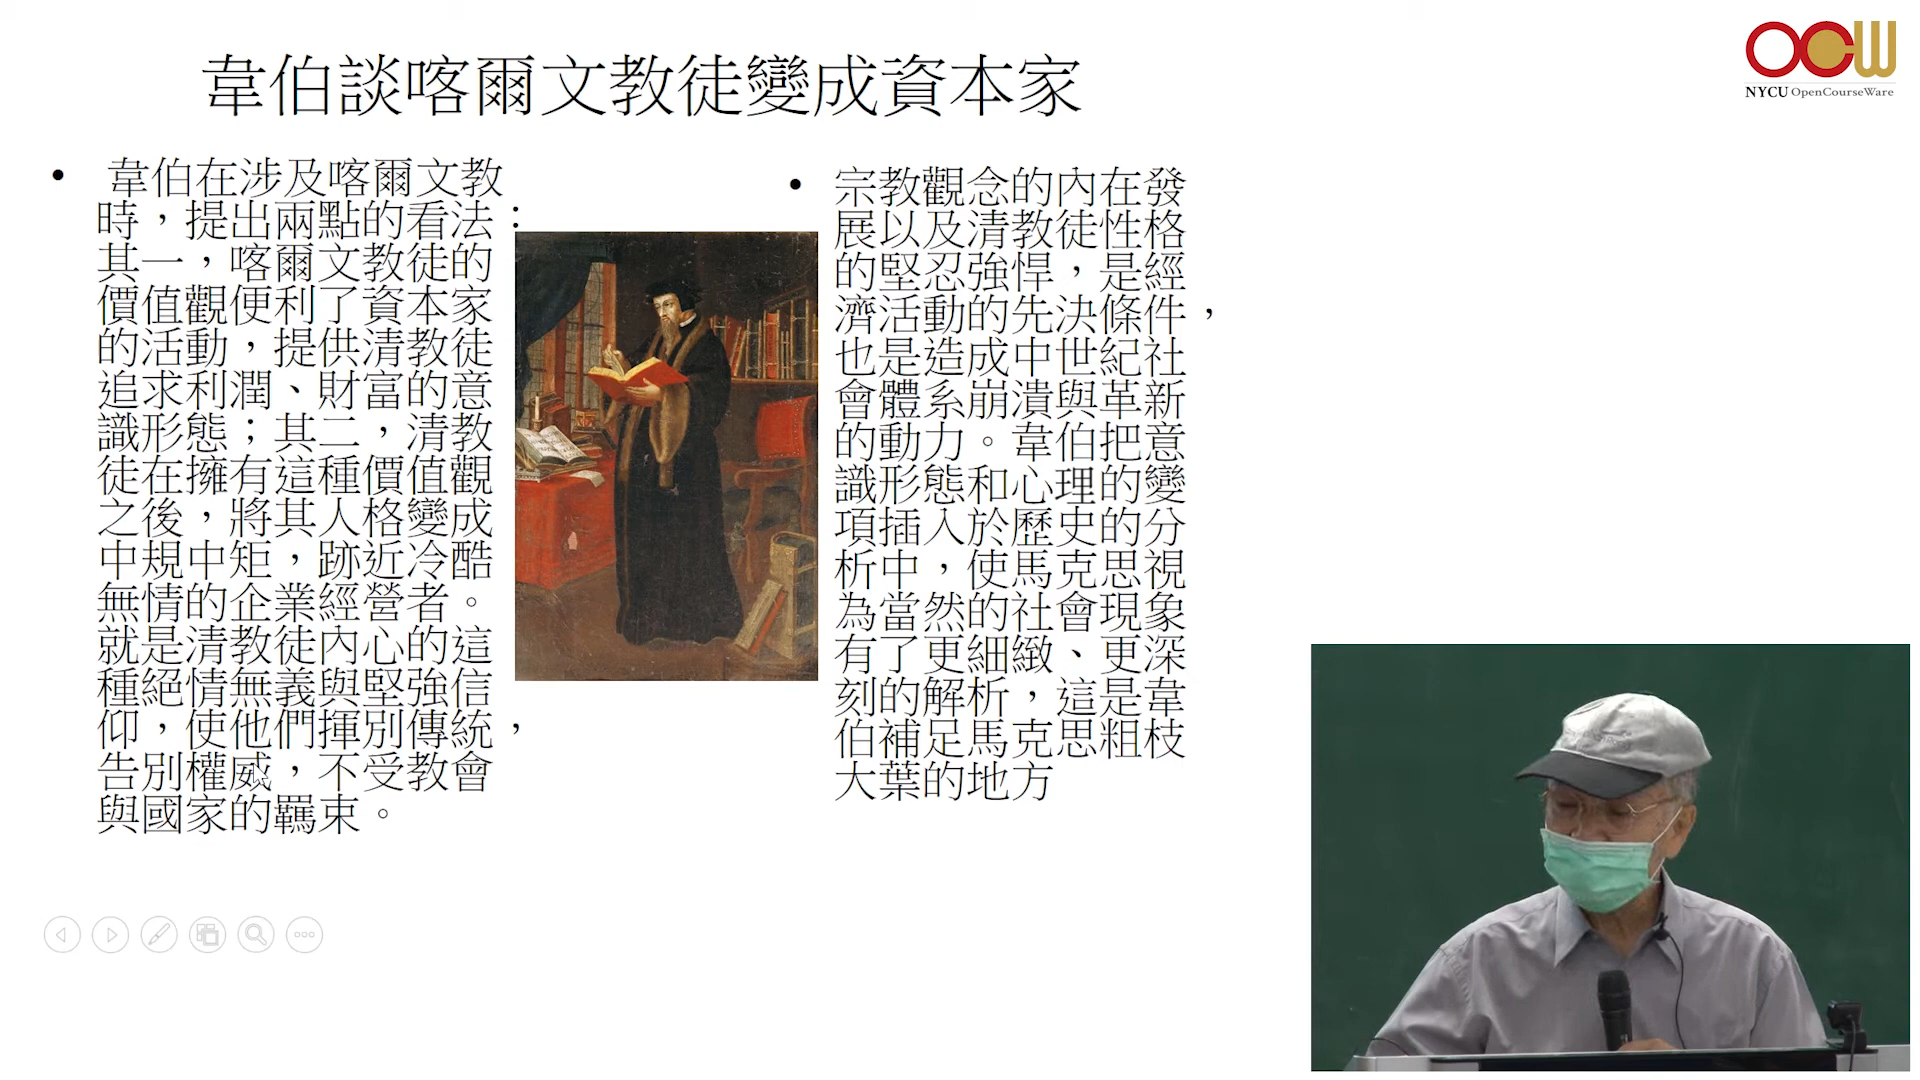 韋伯談喀爾文教徒變成資本家
OCW
NYCU OpenCourseWare
• 韋伯在涉及喀爾文教
時，提出兩點的看法：
其一，喀爾文教徒的
價值觀便利了資本家
的活動，提供清教徒
追求利潤、財富的意
識形態；其二，清教
徒在擁有這種價值觀
之後，將其人格變成
中規中矩，跡近冷酷
無情的企業經營者。
就是清教徒內心的這
種絕情無義與堅強信
仰，使他們揮別傳統，
告別權威，不受教會
與國家的羈束。
• 宗教觀念的內在發
展以及清教徒性格
的堅忍強悍，是經
濟活動的先決條件，
也是造成中世紀社
會體系崩潰與革新
的動力。韋伯把意
識形態和心理的變
項插入於歷史的分
析中，使馬克思視
為當然的社會現象
有了更細緻、更深
刻的解析，這是韋
伯補足馬克思粗枝
大葉的地方